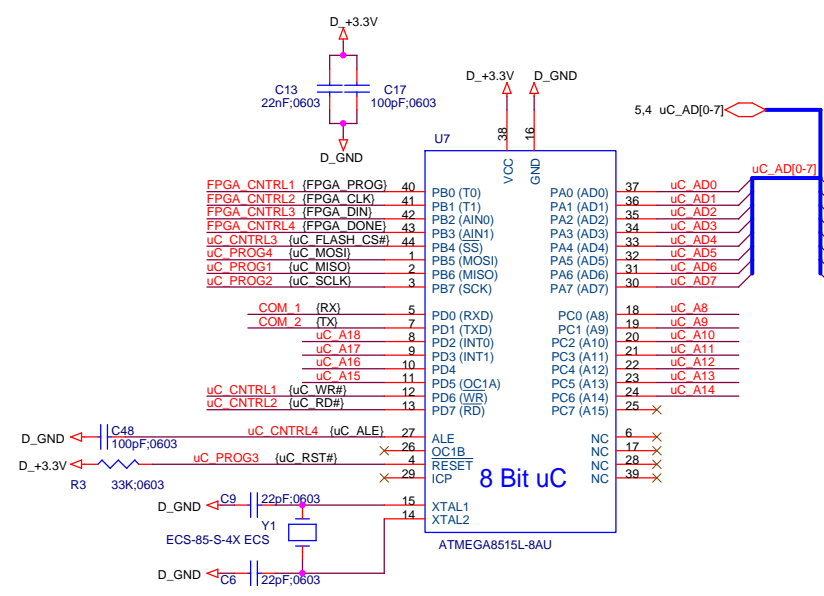 D_+3.3V
C13
22nF;0603
C17
100pF;0603
D_GND
D_+3.3V
D_GND
5,4 uC_AD[0-7]
U7
38
16
VCC
GND
uC_AD[0-7]
FPGA_CNTRL1 {FPGA_PROG} 40 PB0 (T0) PA0 (AD0) 37 uC_AD0
FPGA_CNTRL2 {FPGA_CLK} 41 PB1 (T1) PA1 (AD1) 36 uC_AD1
FPGA_CNTRL3 {FPGA_DIN} 42 PB2 (AIN0) PA2 (AD2) 35 uC_AD2
FPGA_CNTRL4 {FPGA_DONE} 43 PB3 (AIN1) PA3 (AD3) 34 uC_AD3
uC_CNTRL3 {uC_FLASH_CS#} 44 PB4 (SS) PA4 (AD4) 33 uC_AD4
uC_PROG4 {uC_MOSI} 1 PB5 (MOSI) PA5 (AD5) 32 uC_AD5
uC_PROG1 {uC_MISO} 2 PB6 (MISO) PA6 (AD6) 31 uC_AD6
uC_PROG2 {uC_SCLK} 3 PB7 (SCK) PA7 (AD7) 30 uC_AD7
COM_1 {RX} 5 PD0 (RXD) PC0 (A8) 18 uC_A8
COM_2 {TX} 7 PD1 (TXD) PC1 (A9) 19 uC_A9
uC_A18 8 PD2 (INT0) PC2 (A10) 20 uC_A10
uC_A17 9 PD3 (INT1) PC3 (A11) 21 uC_A11
uC_A16 10 PD4 PC4 (A12) 22 uC_A12
uC_A15 11 PD5 (OC1A) PC5 (A13) 23 uC_A13
uC_CNTRL1 {uC_WR#} 12 PD6 (WR) PC6 (A14) 24 uC_A14
uC_CNTRL2 {uC_RD#} 13 PD7 (RD) PC7 (A15) 25
D_GND C48 100pF;0603 uC_CNTRL4 {uC_ALE} 27 ALE NC 6
26 OC1B NC 17
D_+3.3V R3 33K;0603 uC_PROG3 {uC_RST#} 4 RESET NC 28
29 ICP NC 39
8 Bit uC
D_GND C9 22pF;0603 15 XTAL1
14 XTAL2
Y1
ECS-85-S-4X ECS
D_GND C6 22pF;0603
ATMEGA8515L-8AU